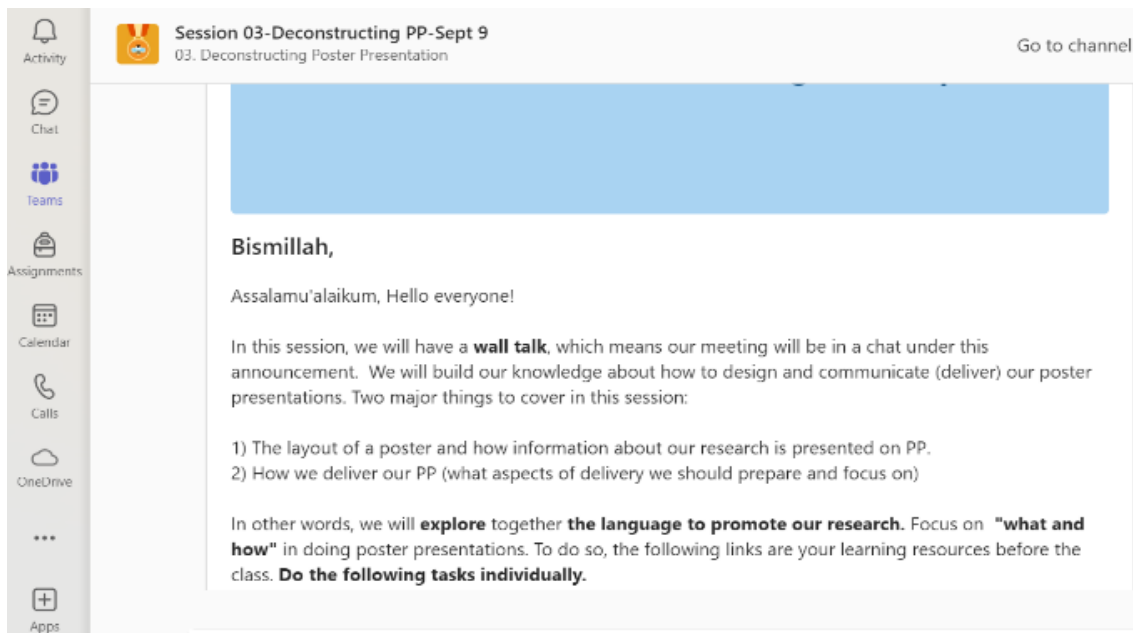 Activity
Chat
Teams
Assignments
Calendar
Calls
OneDrive
Apps
Session 03-Deconstructing PP-Sept 9
03. Deconstructing Poster Presentation
Go to channel
Bismillah,
Assalamu'alaikum, Hello everyone!
In this session, we will have a wall talk, which means our meeting will be in a chat under this
announcement. We will build our knowledge about how to design and communicate (deliver) our poster
presentations. Two major things to cover in this session:
1) The layout of a poster and how information about our research is presented on PP.
2) How we deliver our PP (what aspects of delivery we should prepare and focus on)
In other words, we will explore together the language to promote our research. Focus on "what and
how" in doing poster presentations. To do so, the following links are your learning resources before the
class. Do the following tasks individually.